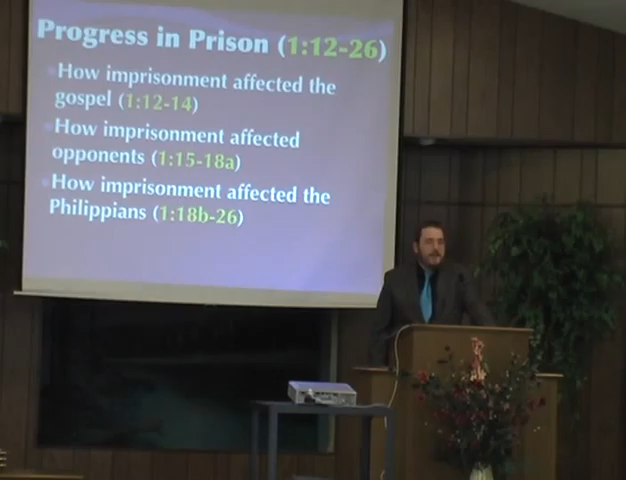 Progress in Prison (1:12-26)
How imprisonment affected the
gospel (1:12-14)
How imprisonment affected
opponents (1:15-18a)
How imprisonment affected the
Philippians (1:18b-26)